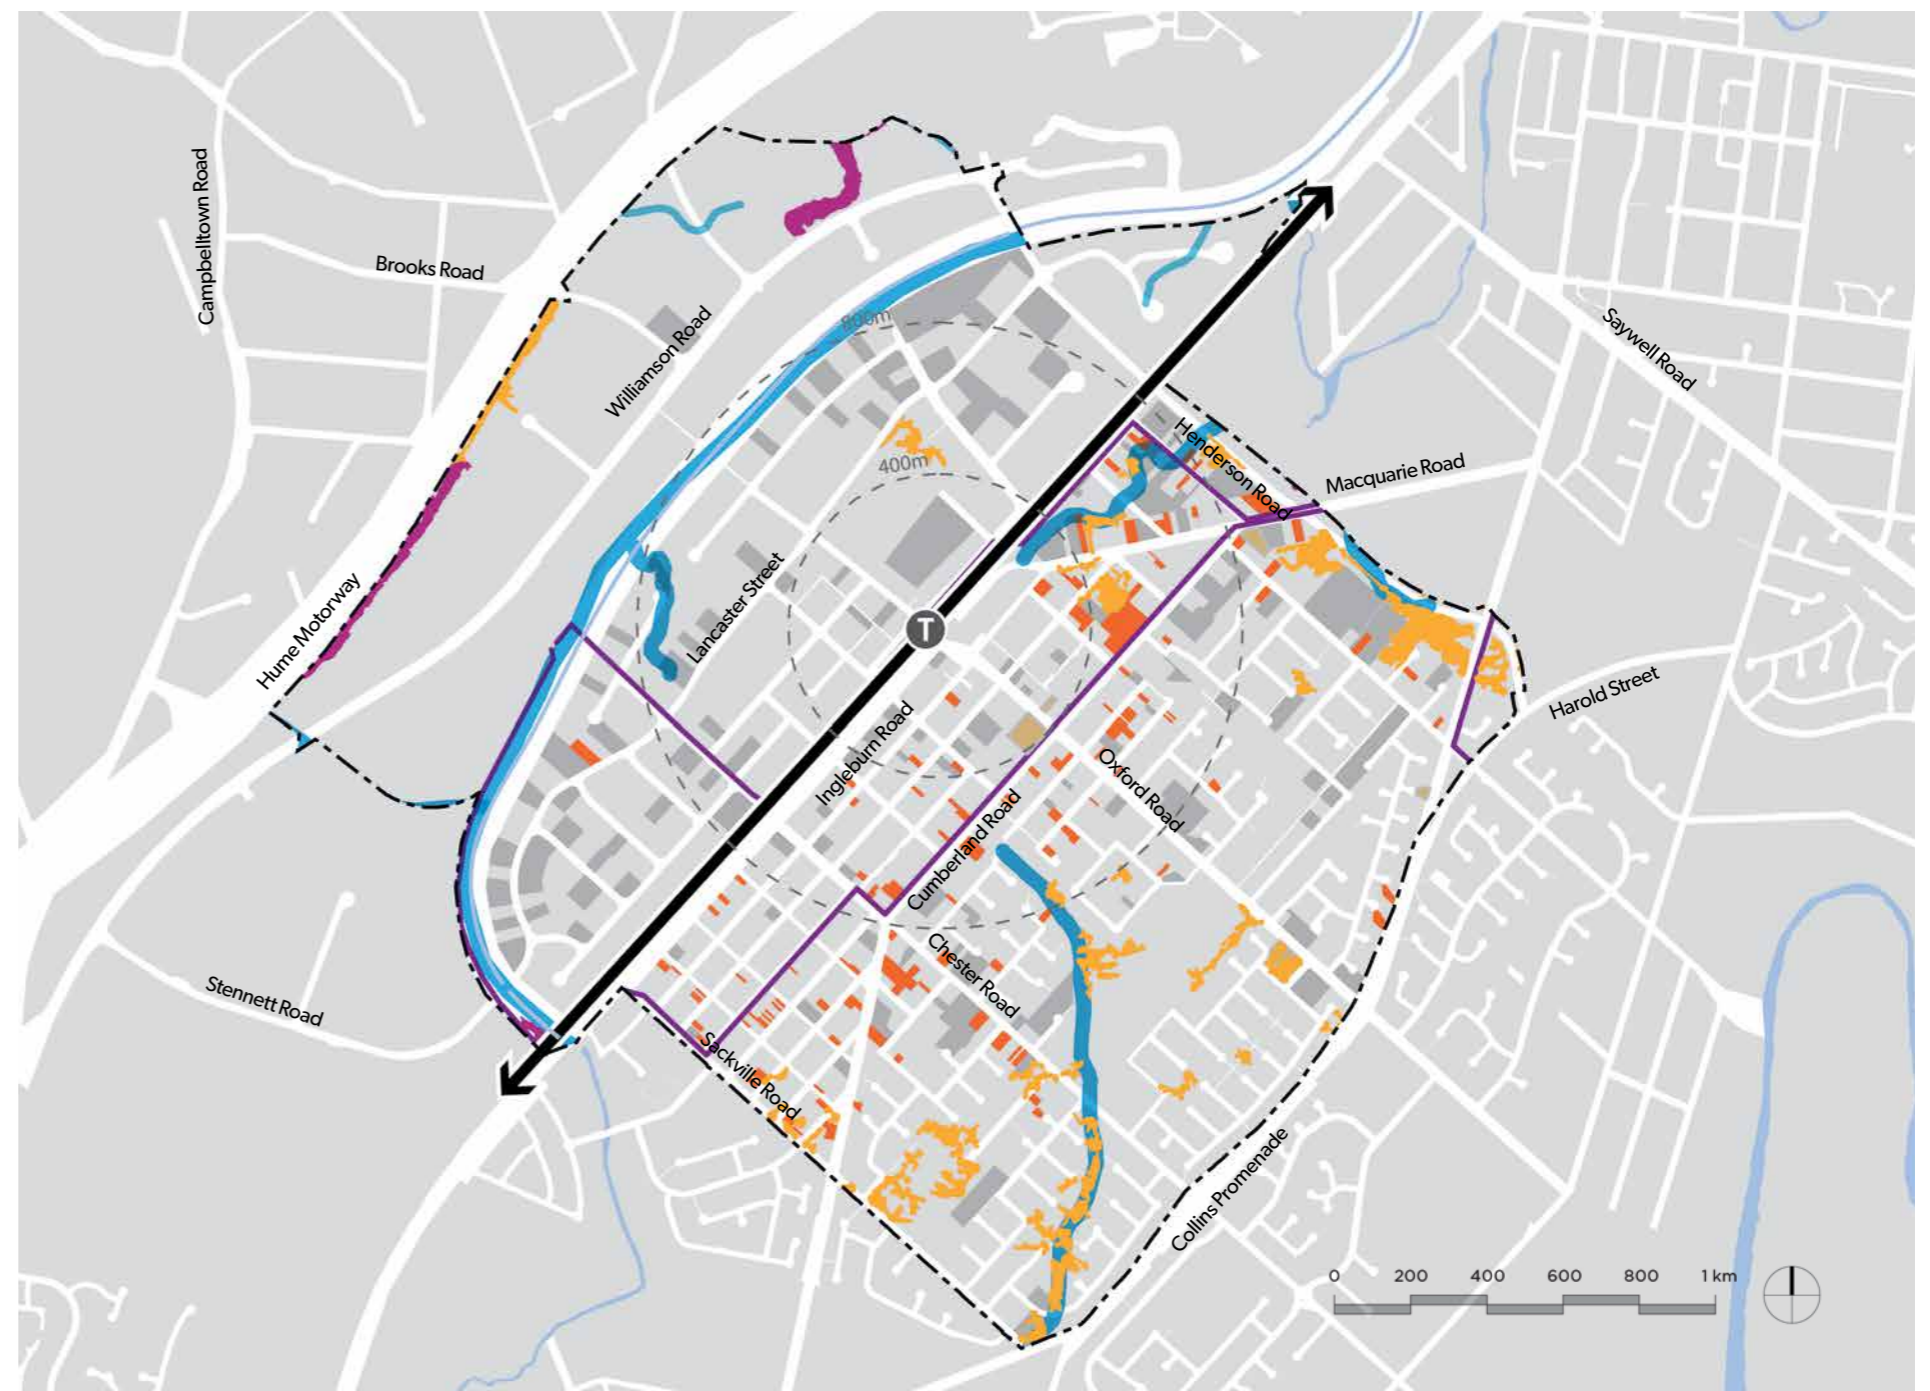 Campbelltown Road
Brooks Road
Williamson Road
800m
Saywell Road
Henderson Road
Macquarie Road
400m
Hume Motorway
Lancaster Street
T
Harold Street
Ingleburn Road
Oxford Road
Cumberland Road
Chester Road
Stennett Road
Sackville Road
Collins Promenade
0 200 400 600 800 1 km